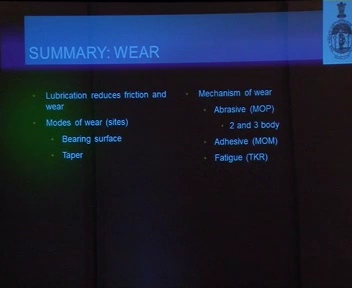 SUMMARY: WEAR
Lubrication reduces friction and
wear
Modes of wear (sites)
Bearing surface
Taper
Mechanism of wear
Abrasive (MOP)
2 and 3 body
Adhesive (MOM)
Fatigue (TKR)